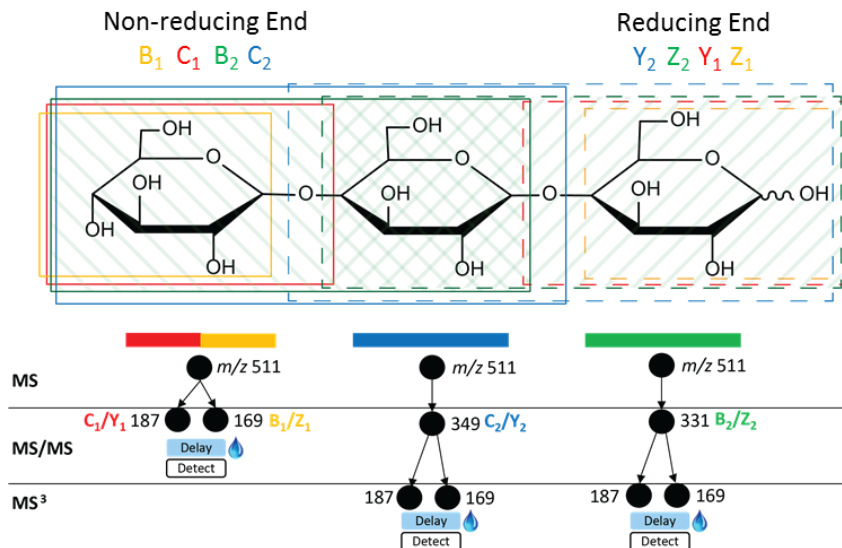 Non-reducing End Reducing End
B₁ C₁ B₂ C₂ Y₂ Z₂ Y₁ Z₁
OH OH OH
O O O
OH OH OH
O O OH
OH
OH OH OH
m/z 511 m/z 511 m/z 511
MS
C₁/Y₁ 187 169 B₁/Z₁ 349 C₂/Y₂ 331 B₂/Z₂
MS/MS
Delay
Detect
MS³
187 169 187 169
Delay Delay
Detect Detect